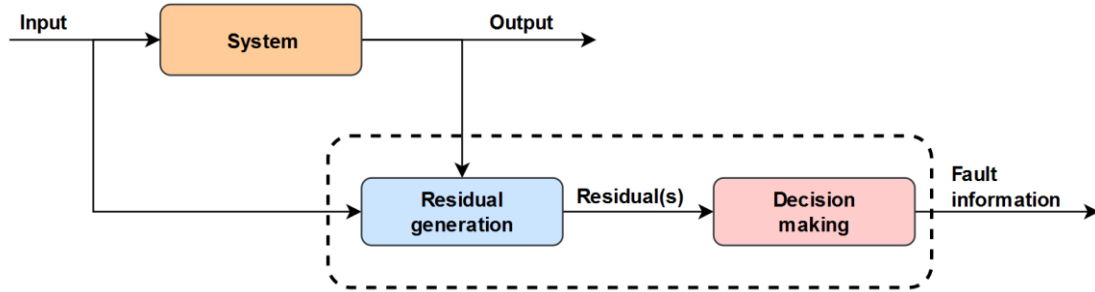 Input
System
Output
Residual
generation
Residual(s)
Decision
making
Fault
information